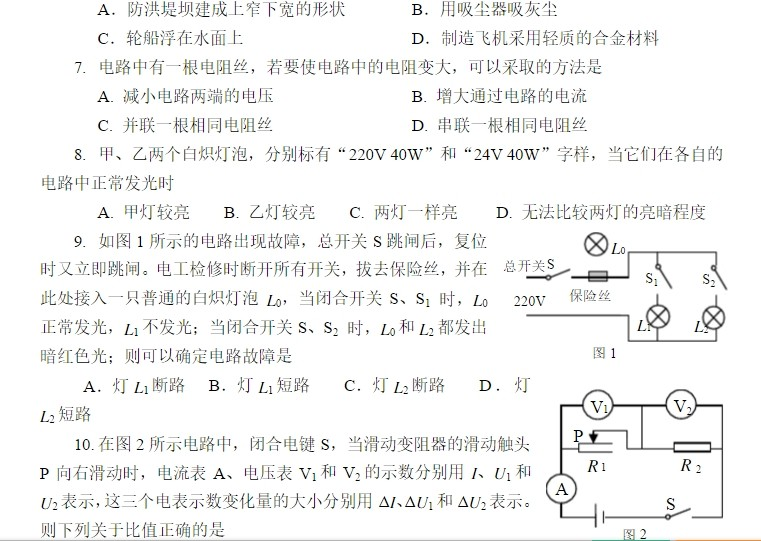 A. 防洪堤坝建成上窄下宽的形状 B. 用吸尘器吸灰尘
C. 轮船浮在水面上 D. 制造飞机采用轻质的合金材料
7. 电路中有一根电阻丝，若要使电路中的电阻变大，可以采取的方法是
A. 减小电路两端的电压 B. 增大通过电路的电流
C. 并联一根相同电阻丝 D. 串联一根相同电阻丝
8. 甲、乙两个白炽灯泡，分别标有“220V 40W”和“24V 40W”字样，当它们在各自的
电路中正常发光时
A. 甲灯较亮 B. 乙灯较亮 C. 两灯一样亮 D. 无法比较两灯的亮暗程度
9. 如图 1 所示的电路出现故障，总开关 S 跳闸后，复位
时又立即跳闸。电工检修时断开所有开关，拔去保险丝，并在
此处接入一只普通的白炽灯泡 L0，当闭合开关 S、S1 时，L0
正常发光，L1 不发光；当闭合开关 S、S2 时，L0 和 L2 都发出
暗红色光；则可以确定电路故障是
A. 灯 L1 断路 B. 灯 L1 短路 C. 灯 L2 断路 D. 灯
L2 短路
L0
总开关S
S1
S2
220V
保险丝
L1
L2
图 1
10. 在图 2 所示电路中，闭合电键 S，当滑动变阻器的滑动触头
P 向右滑动时，电流表 A、电压表 V1 和 V2 的示数分别用 I、U1 和
U2 表示，这三个电表示数变化量的大小分别用 ΔI、ΔU1 和 ΔU2 表示。
则下列关于比值正确的是
V1
V2
P
R1
R2
A
S
图 2